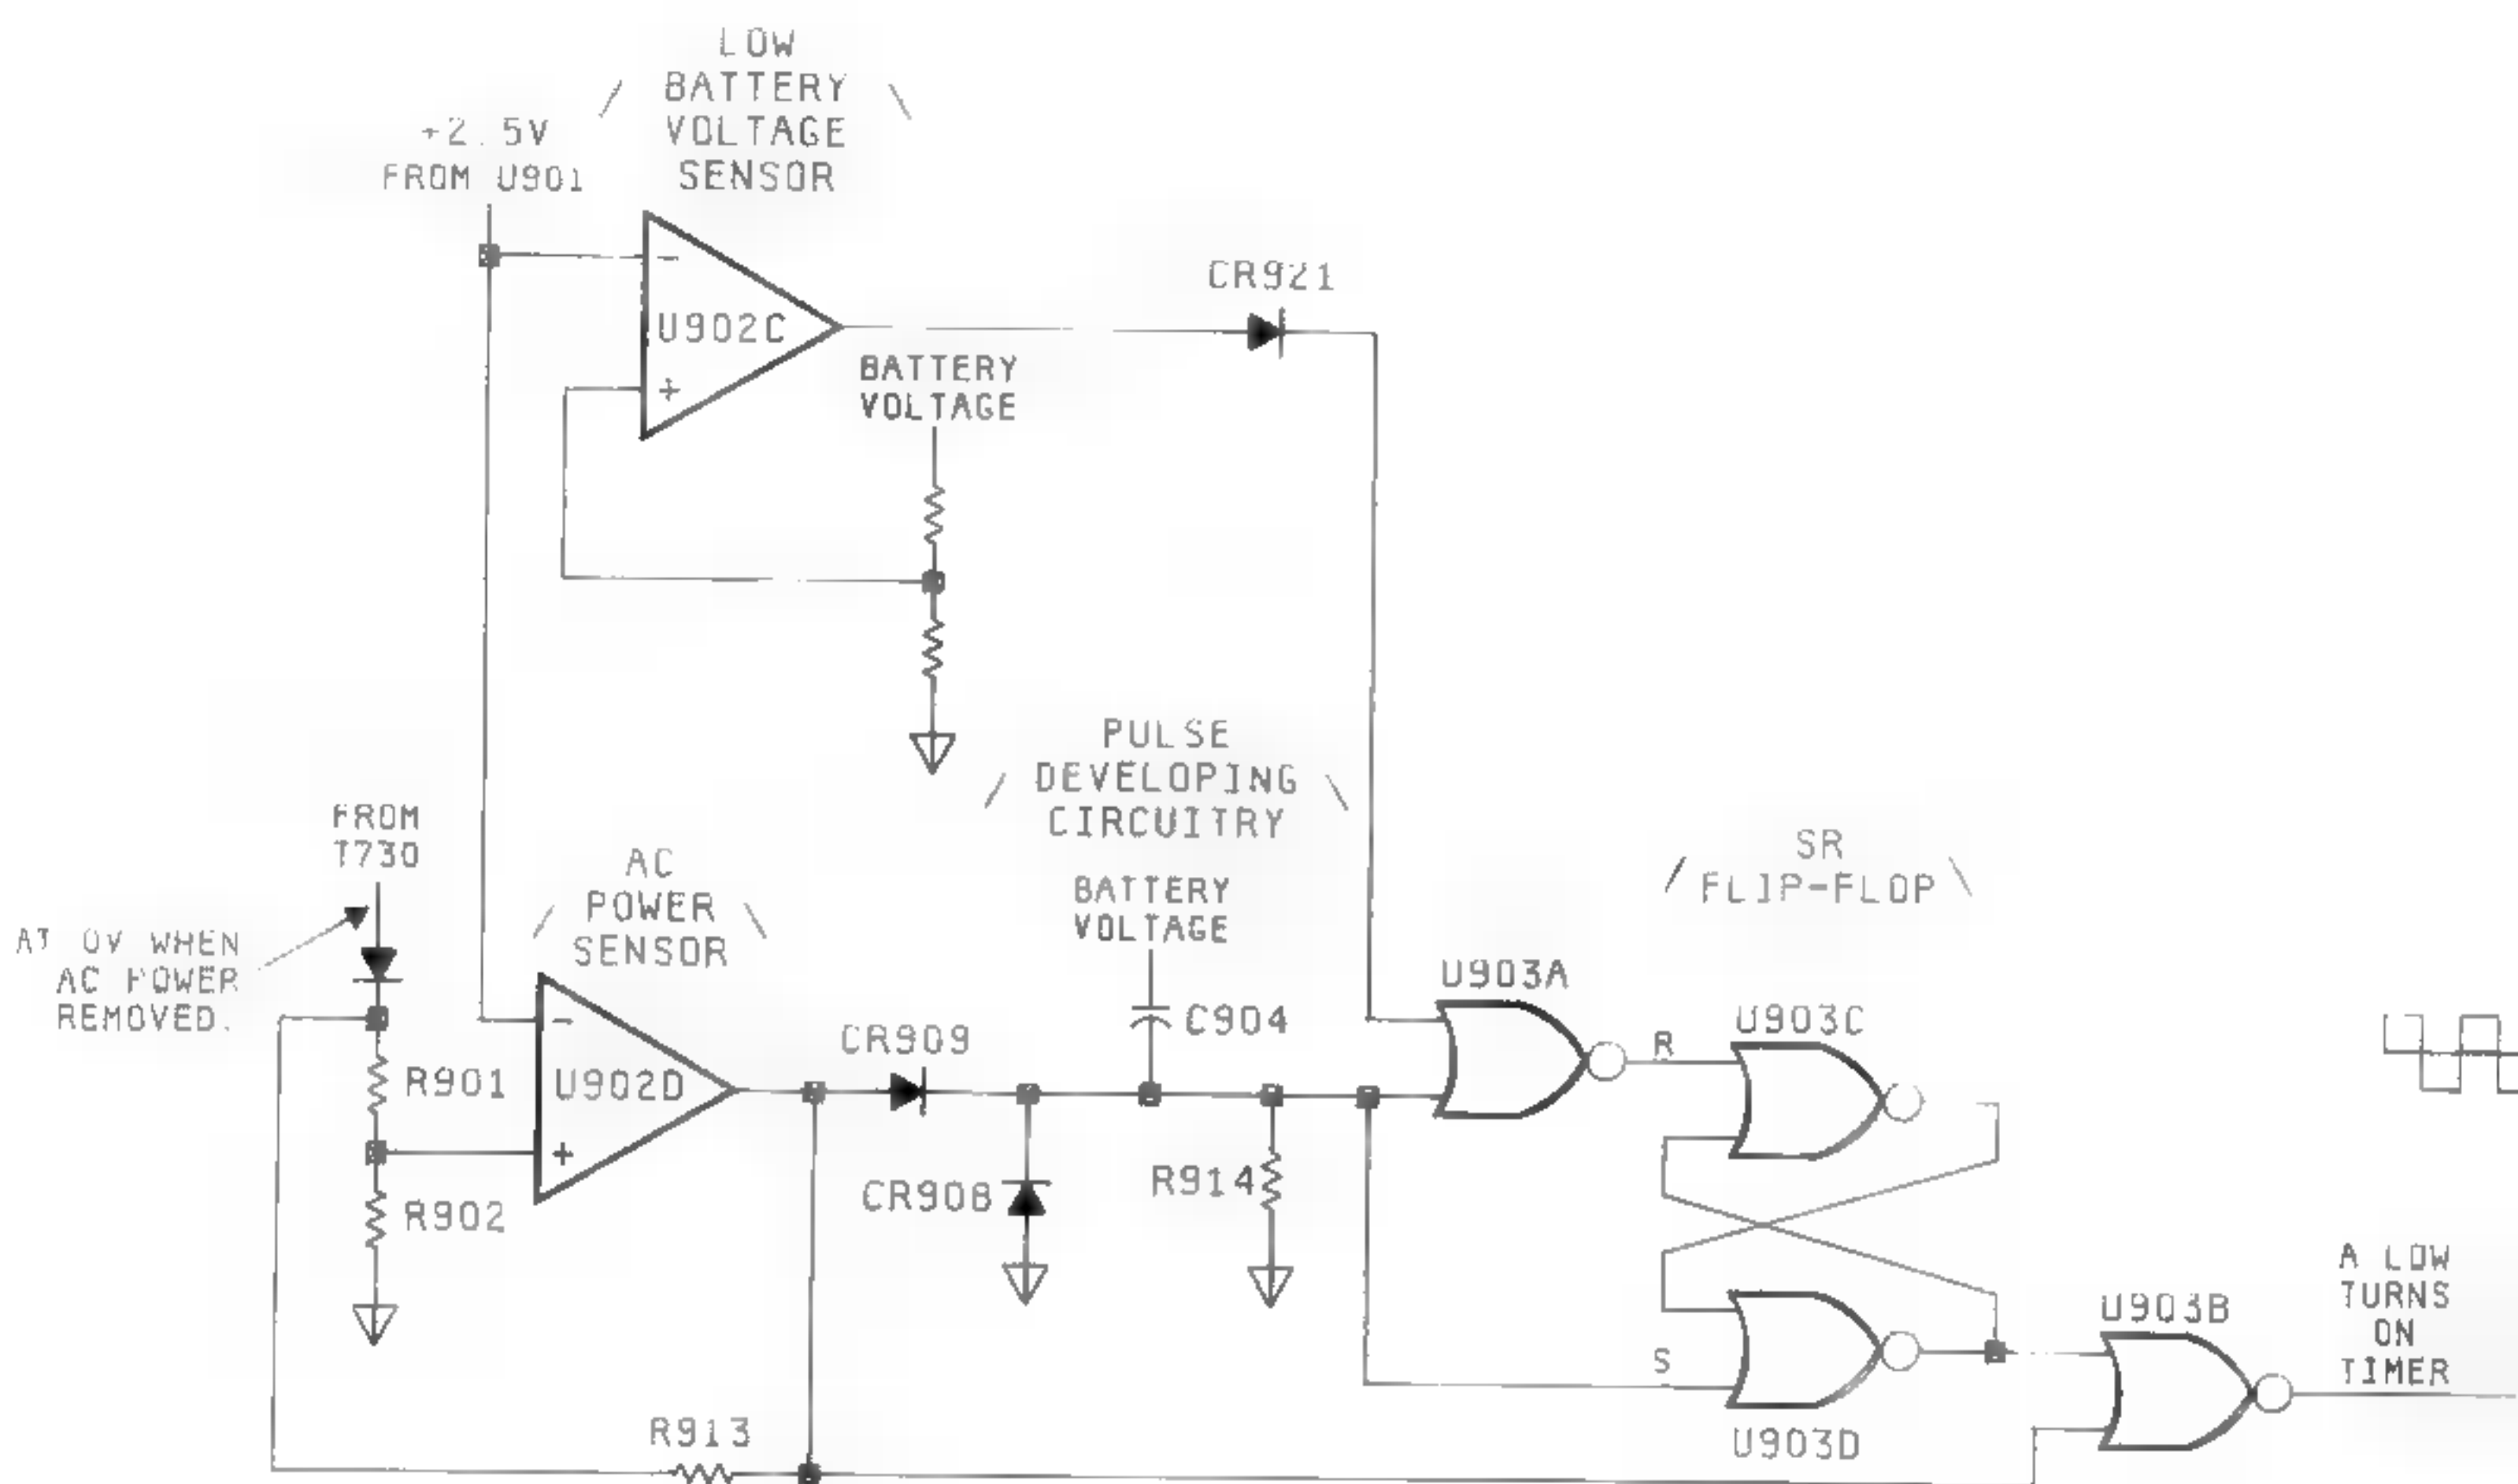 LOW
BATTERY
VOLTAGE
SENSOR
+2.5V
FROM U901
-
U902C
+
CR921
BATTERY
VOLTAGE
PULSE
DEVELOPING
CIRCUITRY
FROM
T730
AC
POWER
SENSOR
BATTERY
VOLTAGE
SR
FLIP-FLOP
AT 0V WHEN
AC POWER
REMOVED.
U903A
-
CR909
C904
R
U903C
R901
U902D
+
R902
CR908
R914
A LOW
TURNS
ON
TIMER
S
U903B
R913
U903D